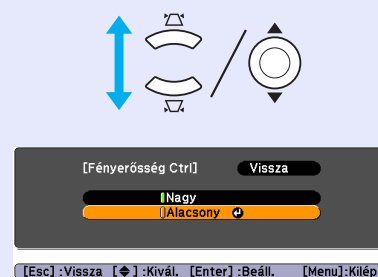 [Fényerősség Ctrl] Vissza
Nagy
Alacsony
[Esc] :Vissza [◆] :Kivál. [Enter] :Beáll. [Menu]:Kilép